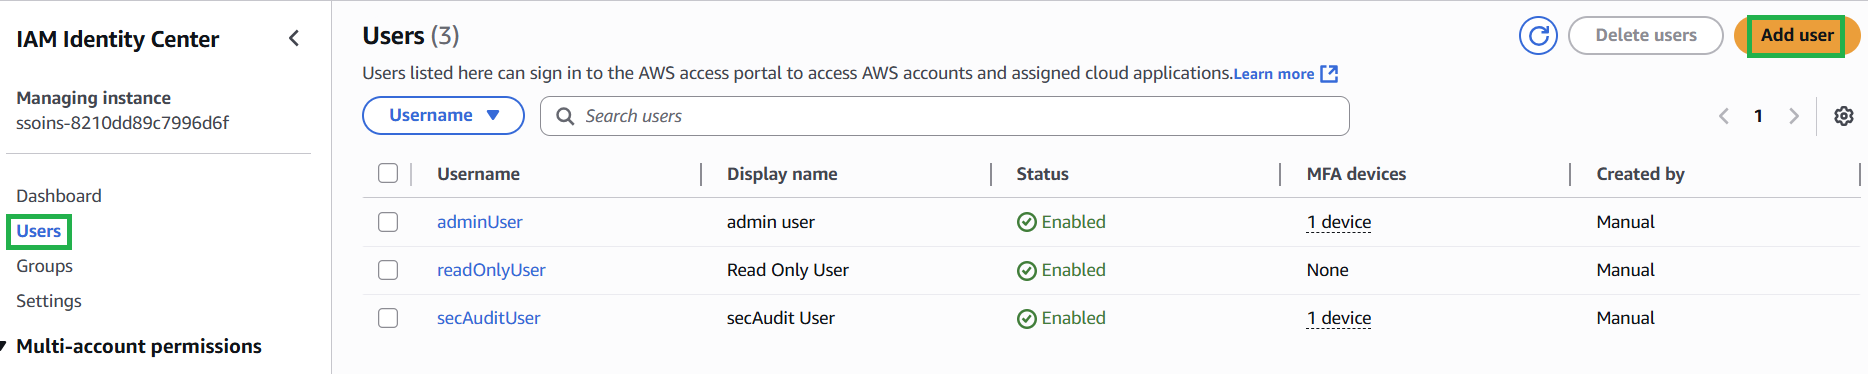 IAM Identity Center
Managing instance
ssoins-8210dd89c7996d6f
Dashboard
Users
Groups
Settings
Multi-account permissions
Users (3)
Delete users
Add user
Users listed here can sign in to the AWS access portal to access AWS accounts and assigned cloud applications.Learn more
Username
Search users
1
Username Display name Status MFA devices Created by
adminUser admin user Enabled 1 device Manual
readOnlyUser Read Only User Enabled None Manual
secAuditUser secAudit User Enabled 1 device Manual